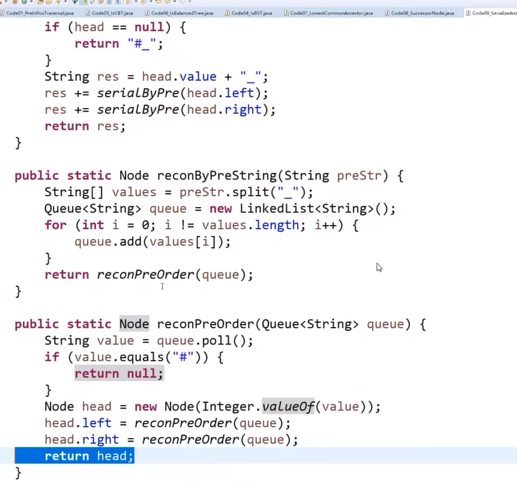 Code01_PreInPosTraversal.java Code03_IsCBT.java Code06_IsBalancedTree.java Code04_IsBST.java Code07_LowestCommonAncestor.java Code08_SuccessorNode.java
if (head == null) {
return "#_";
}
String res = head.value + "_";
res += serialByPre(head.left);
res += serialByPre(head.right);
return res;
}
public static Node reconByPreString(String preStr) {
String[] values = preStr.split("_");
Queue<String> queue = new LinkedList<String>();
for (int i = 0; i != values.length; i++) {
queue.add(values[i]);
}
return reconPreOrder(queue);
}
public static Node reconPreOrder(Queue<String> queue) {
String value = queue.poll();
if (value.equals("#")) {
return null;
}
Node head = new Node(Integer.valueOf(value));
head.left = reconPreOrder(queue);
head.right = reconPreOrder(queue);
return head;
}